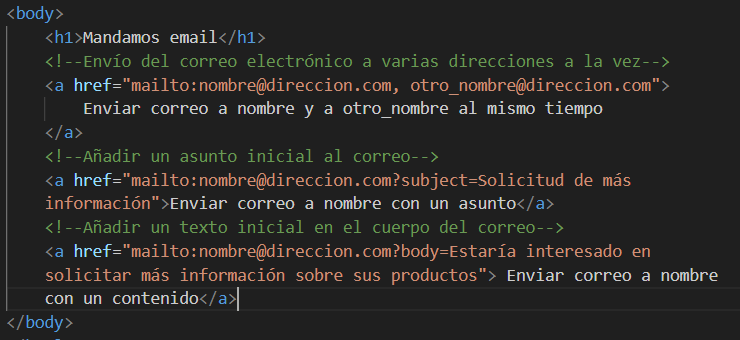 <body>
<h1>Mandamos email</h1>
<!--Envío del correo electrónico a varias direcciones a la vez-->
<a href="mailto:nombre@direccion.com, otro_nombre@direccion.com">
Enviar correo a nombre y a otro_nombre al mismo tiempo
</a>
<!--Añadir un asunto inicial al correo-->
<a href="mailto:nombre@direccion.com?subject=Solicitud de más
información">Enviar correo a nombre con un asunto</a>
<!--Añadir un texto inicial en el cuerpo del correo-->
<a href="mailto:nombre@direccion.com?body=Estaría interesado en
solicitar más información sobre sus productos"> Enviar correo a nombre
con un contenido</a>
</body>